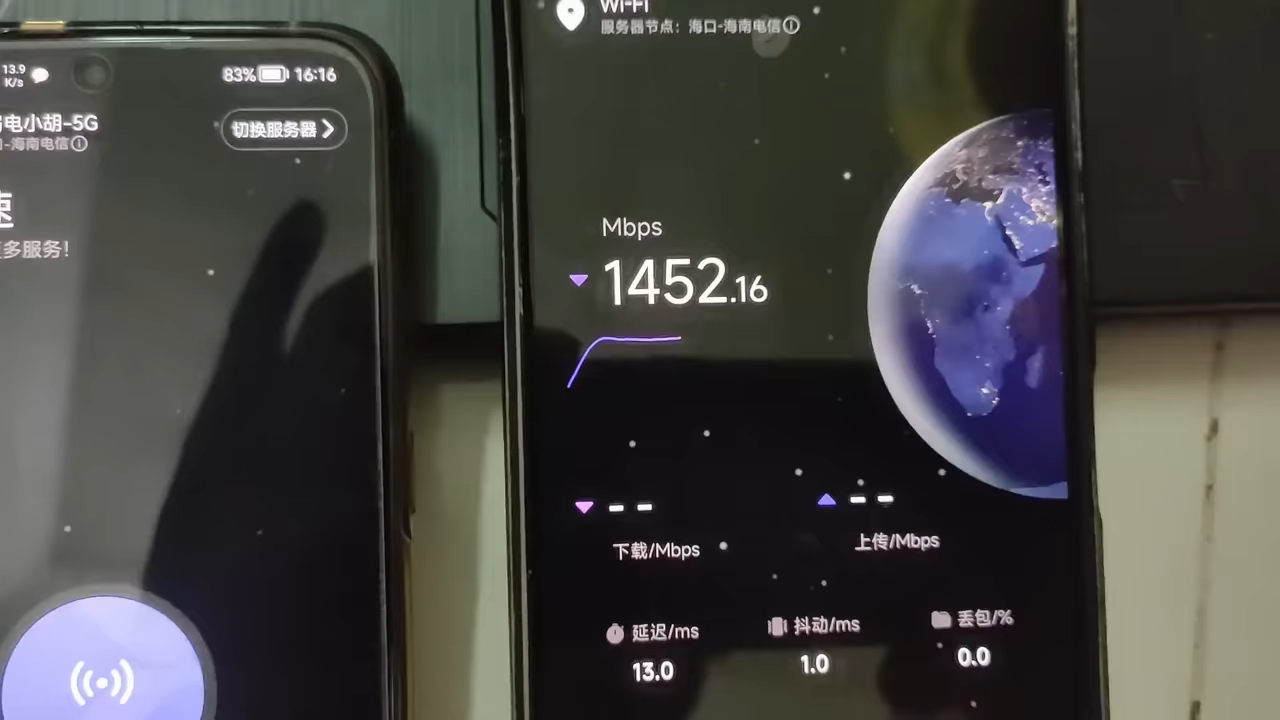 13.9
K/s
83%
16:16
电小胡-5G
切换服务器
-海南电信
速
多服务!
Wi-Fi
服务器节点: 海口-海南电信
Mbps
1452.16
下载/Mbps
上传/Mbps
延迟/ms
抖动/ms
丢包/%
13.0
1.0
0.0